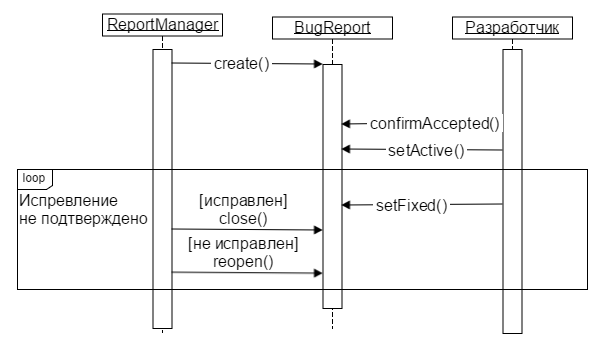 ReportManager
BugReport
Разработчик
create()
confirmAccepted()
setActive()
loop
Испревление
не подтверждено
[исправлен]
close()
setFixed()
[не исправлен]
reopen()